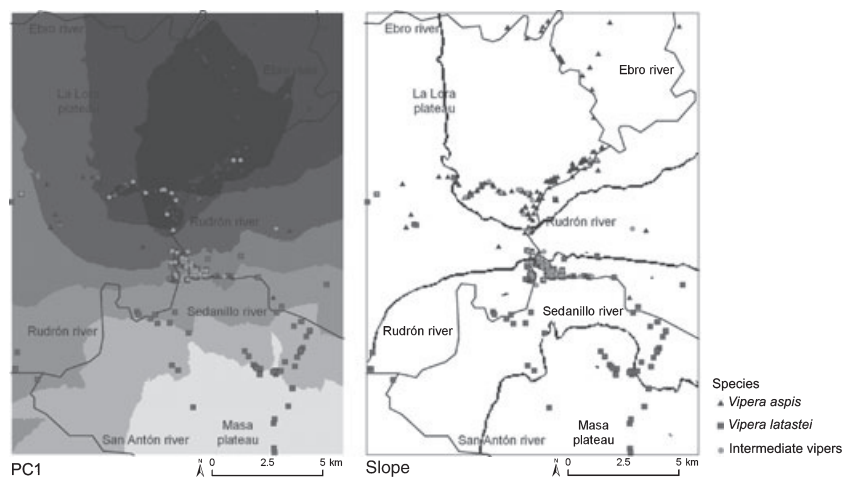 Ebro river
Ebro river
La Lora
plateau
Rudrón river
Sedanillo river
Rudrón river
Masa
plateau
San Antón river
PC1
N
0 2.5 5 km
Ebro river
Ebro river
La Lora
plateau
Rudrón river
Sedanillo river
Rudrón river
Masa
plateau
San Antón river
Slope
N
0 2.5 5 km
Species
Vipera aspis
Vipera latastei
Intermediate vipers